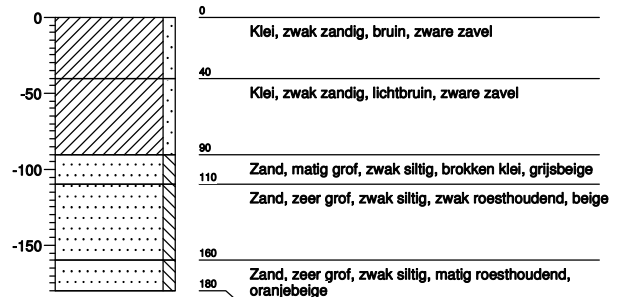 0
0
Klei, zwak zandig, bruin, zware zavel
40
-50
Klei, zwak zandig, lichtbruin, zware zavel
90
-100
Zand, matig grof, zwak siltig, brokken klei, grijsbeige
110
Zand, zeer grof, zwak siltig, zwak roesthoudend, beige
-150
160
Zand, zeer grof, zwak siltig, matig roesthoudend,
oranjebeige
180